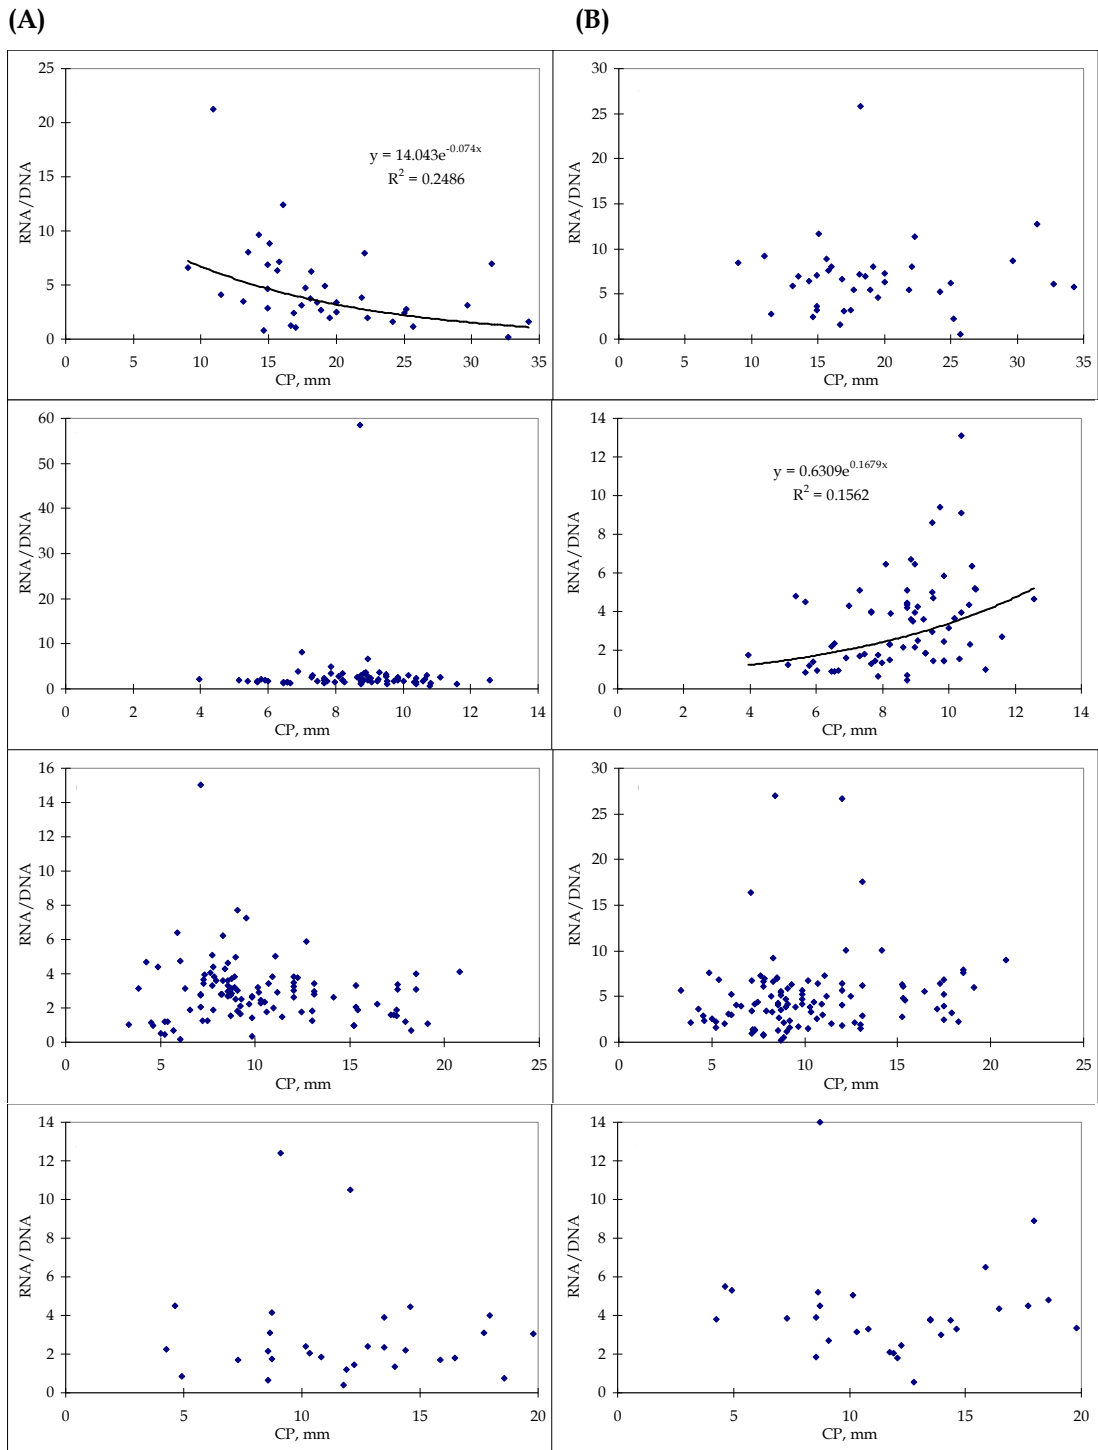 (A)
(B)
25
20
15
10
5
0
RNA/DNA
y = 14.043e^-0.074x
R² = 0.2486
0 5 10 15 20 25 30 35
CP, mm
30
25
20
15
10
5
0
RNA/DNA
0 5 10 15 20 25 30 35
CP, mm
60
50
40
30
20
10
0
RNA/DNA
0 2 4 6 8 10 12 14
CP, mm
14
12
10
8
6
4
2
0
RNA/DNA
y = 0.6309e^0.1679x
R² = 0.1562
0 2 4 6 8 10 12 14
CP, mm
16
14
12
10
8
6
4
2
0
RNA/DNA
0 5 10 15 20 25
CP, mm
30
25
20
15
10
5
0
RNA/DNA
0 5 10 15 20 25
CP, mm
14
12
10
8
6
4
2
0
RNA/DNA
0 5 10 15 20
CP, mm
14
12
10
8
6
4
2
0
RNA/DNA
0 5 10 15 20
CP, mm